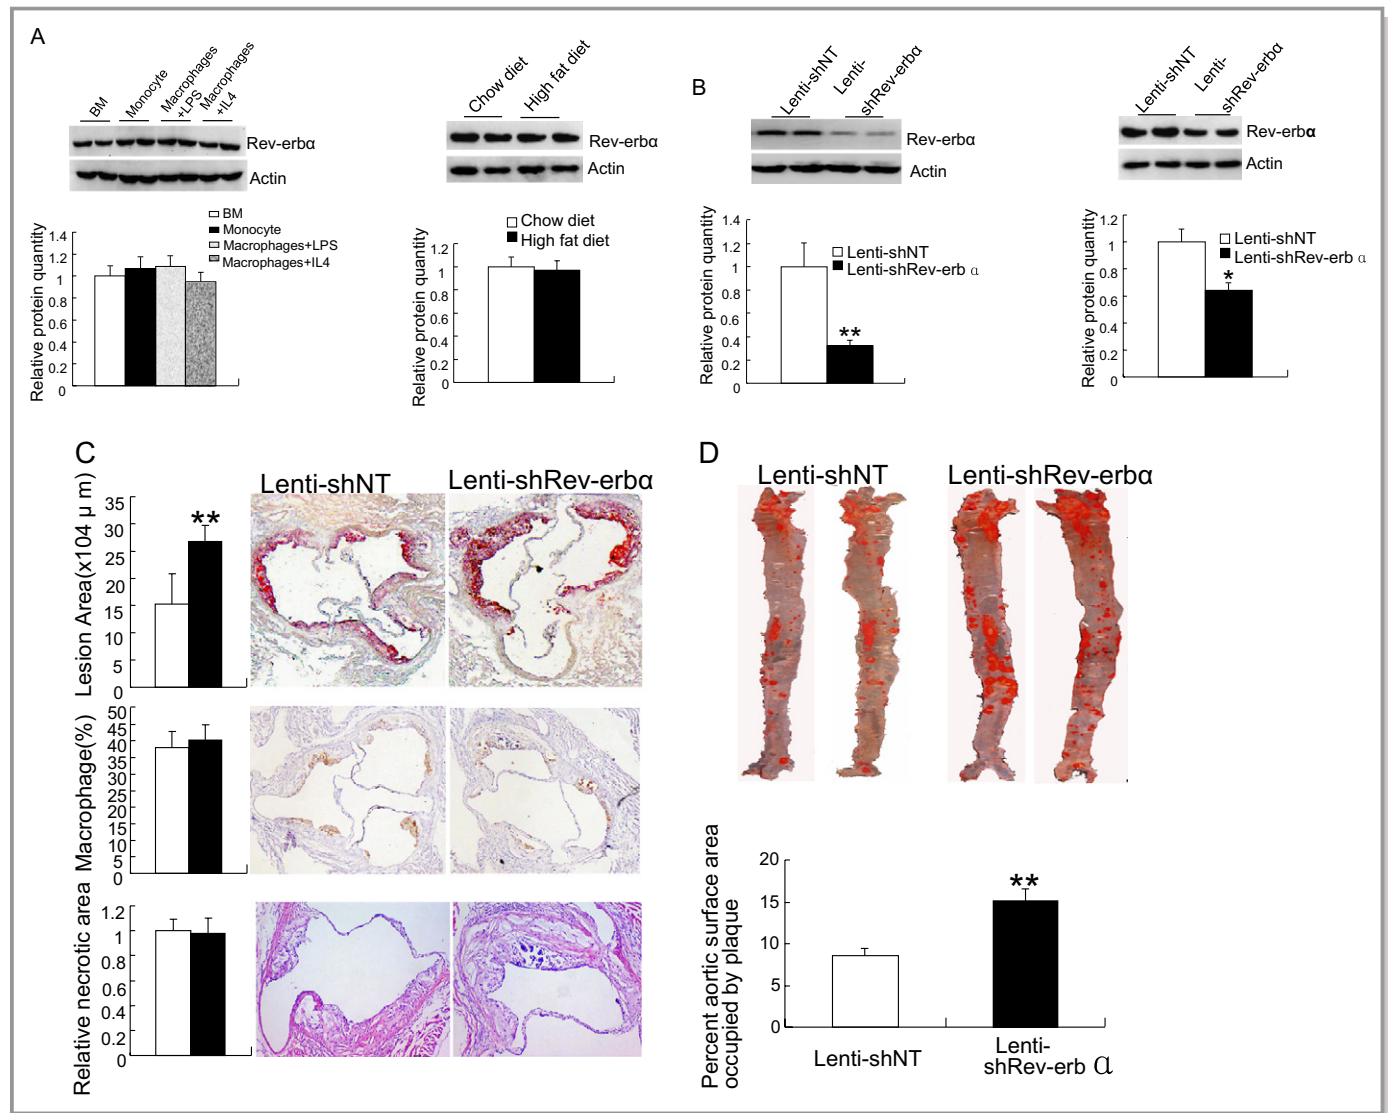 A
BM
Monocyte
Macrophages
+LPS
Macrophages
+IL4
Rev-erbα
Actin
BM
Monocyte
Macrophages+LPS
Macrophages+IL4
Relative protein quantity
1.4
1.2
1
0.8
0.6
0.4
0.2
0
Chow diet
High fat diet
Rev-erbα
Actin
Chow diet
High fat diet
Relative protein quantity
1.2
1
0.8
0.6
0.4
0.2
0
B
Lenti-shNT
Lenti-
shRev-erbα
Rev-erbα
Actin
Lenti-shNT
Lenti-shRev-erb α
Relative protein quantity
1.4
1.2
1
0.8
0.6
0.4
0.2
0
**
Lenti-shNT
Lenti-
shRev-erbα
Rev-erbα
Actin
Lenti-shNT
Lenti-shRev-erb α
Relative protein quantity
1.2
1
0.8
0.6
0.4
0.2
0
*
C
Lenti-shNT
Lenti-shRev-erbα
Lesion Area(x104 μ m)
35
30
25
20
15
10
5
0
**
Macrophage(%)
50
45
40
35
30
25
20
15
10
5
0
Relative necrotic area
1.2
1
0.8
0.6
0.4
0.2
0
D
Lenti-shNT
Lenti-shRev-erbα
Percent aortic surface area
occupied by plaque
20
15
10
5
0
**
Lenti-shNT
Lenti-
shRev-erb α